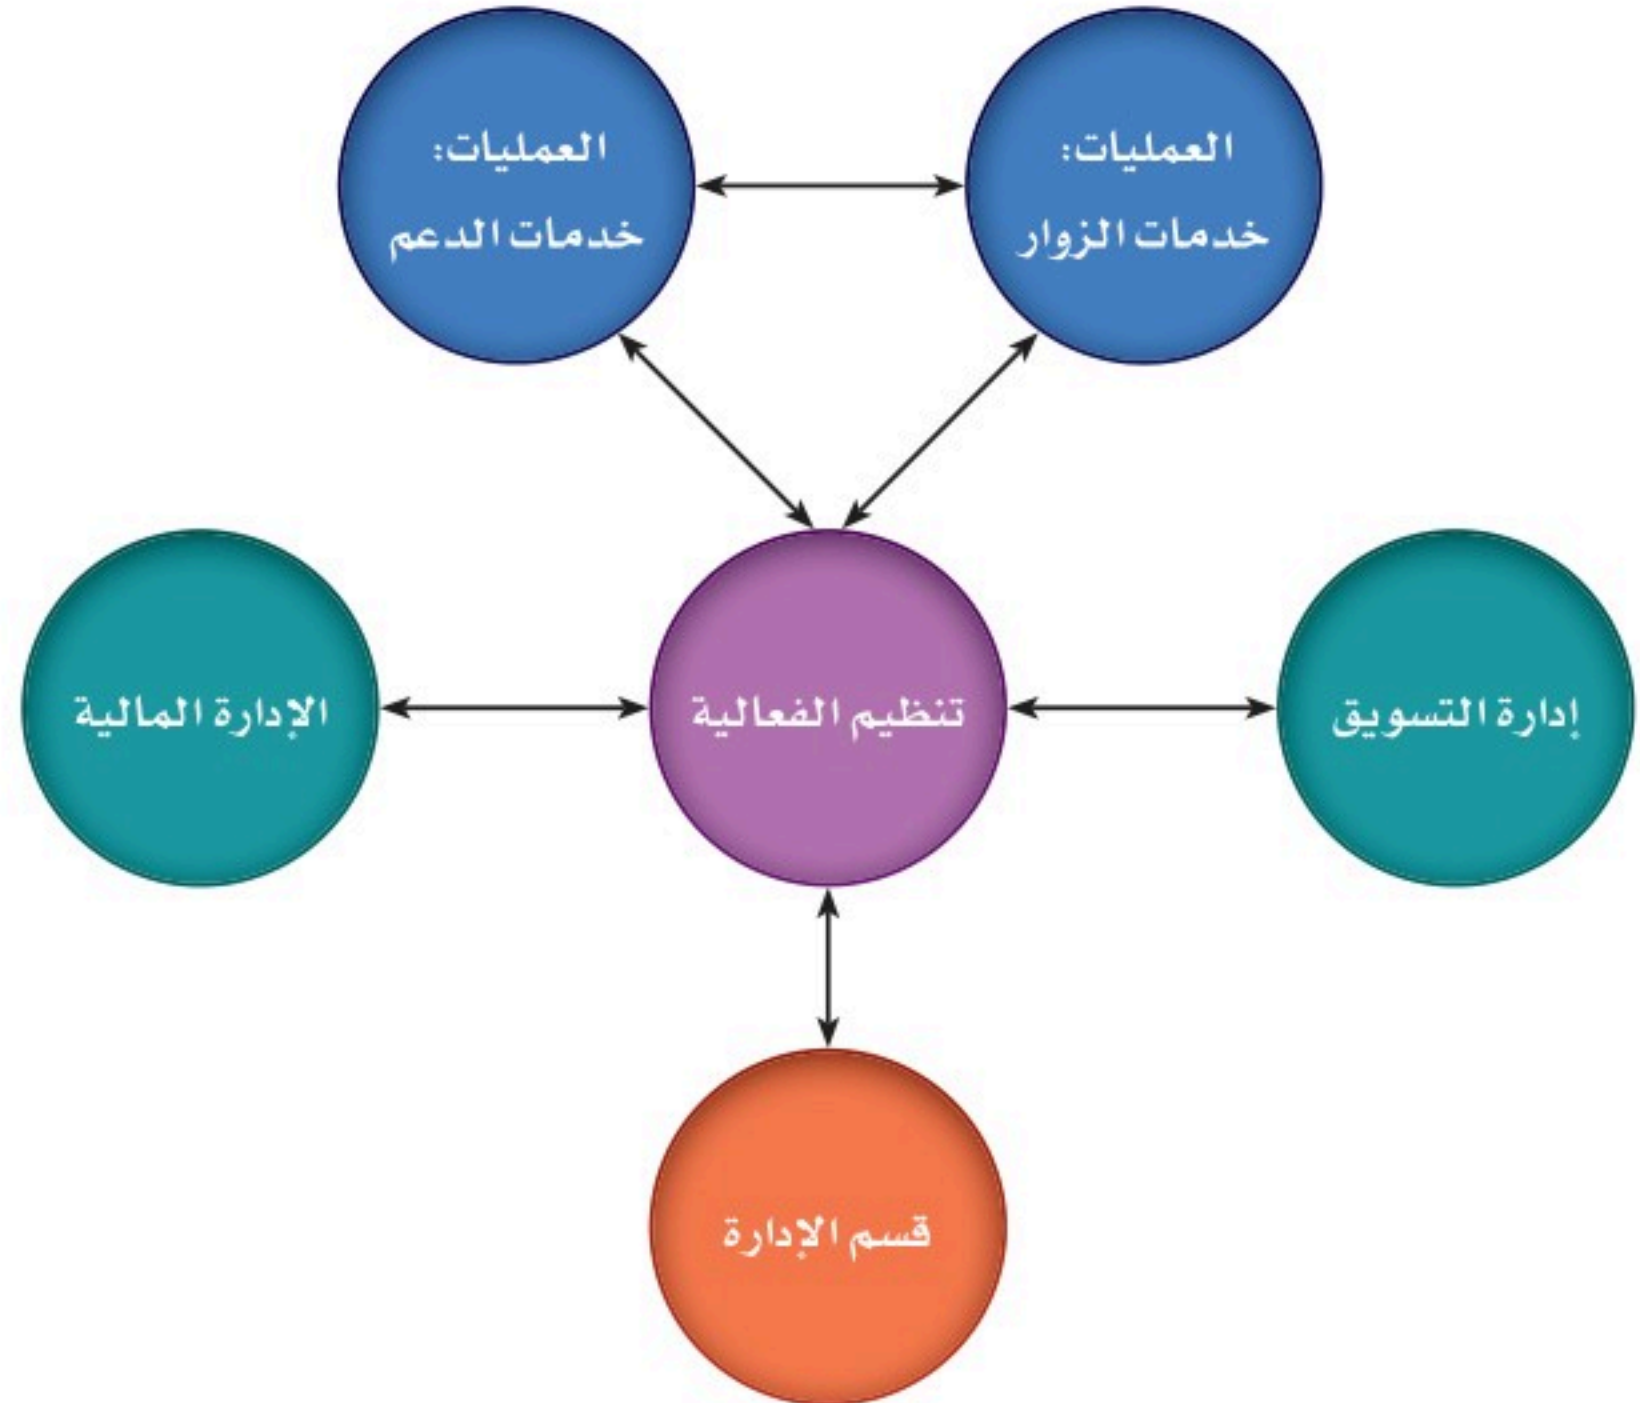 العمليات:
خدمات الزوار
العمليات:
خدمات الدعم
إدارة التسويق
تنظيم الفعالية
الإدارة المالية
قسم الإدارة